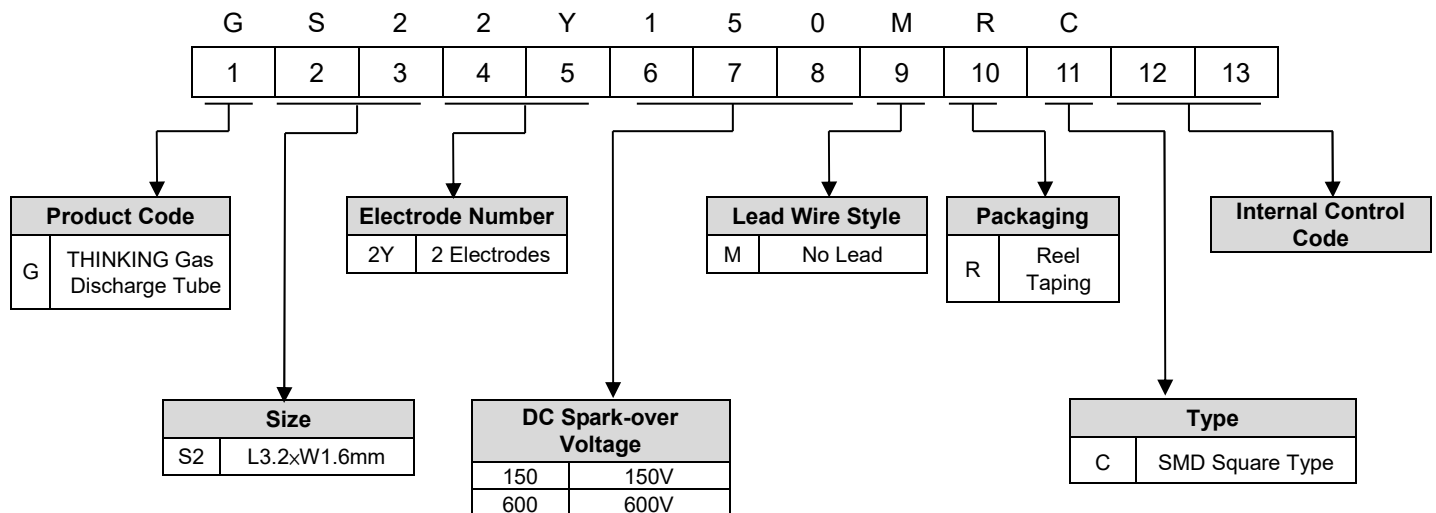 G S 2 2 Y 1 5 0 M R C
1 2 3 4 5 6 7 8 9 10 11 12 13
Product Code
G THINKING Gas
Discharge Tube
Electrode Number
2Y 2 Electrodes
Lead Wire Style
M No Lead
Packaging
R Reel
Taping
Internal Control
Code
Size
S2 L3.2×W1.6mm
DC Spark-over
Voltage
150 150V
600 600V
Type
C SMD Square Type